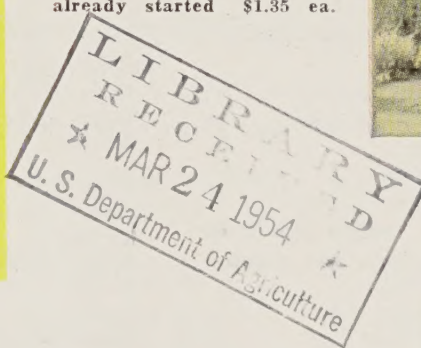 already started $1.35 ea.
LIBRARY
RECEIVED
★ MAR 24 1954 ★
U. S. Department of Agriculture